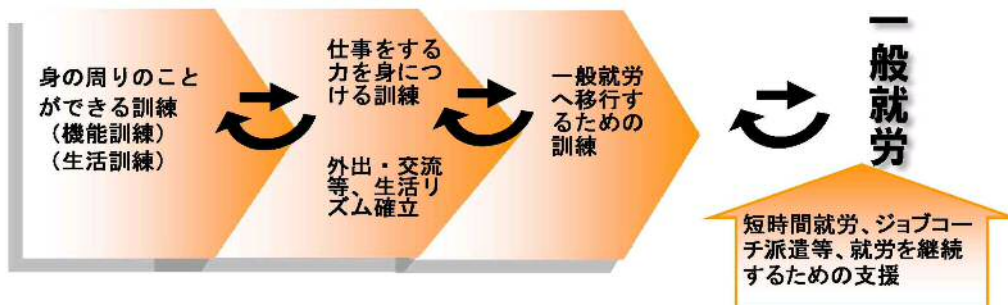 身の周りのこと
ができる訓練
（機能訓練）
（生活訓練）
仕事をする
力を身につ
ける訓練
外出・交流
等、生活リ
ズム確立
一般就労
へ移行す
るための
訓練
一般就労
短時間就労、ジョブコー
チ派遣等、就労を継続
するための支援